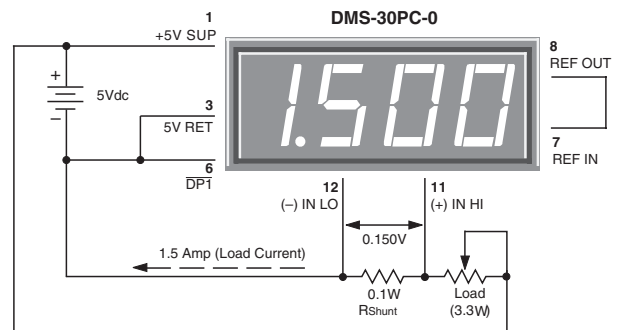 DMS-30PC-0
1
+5V SUP
8
REF OUT
+
5Vdc
–
1.500
3
5V RET
7
REF IN
6
DP1
12
(–) IN LO
11
(+) IN HI
0.150V
1.5 Amp (Load Current)
0.1W
RShunt
Load
(3.3W)